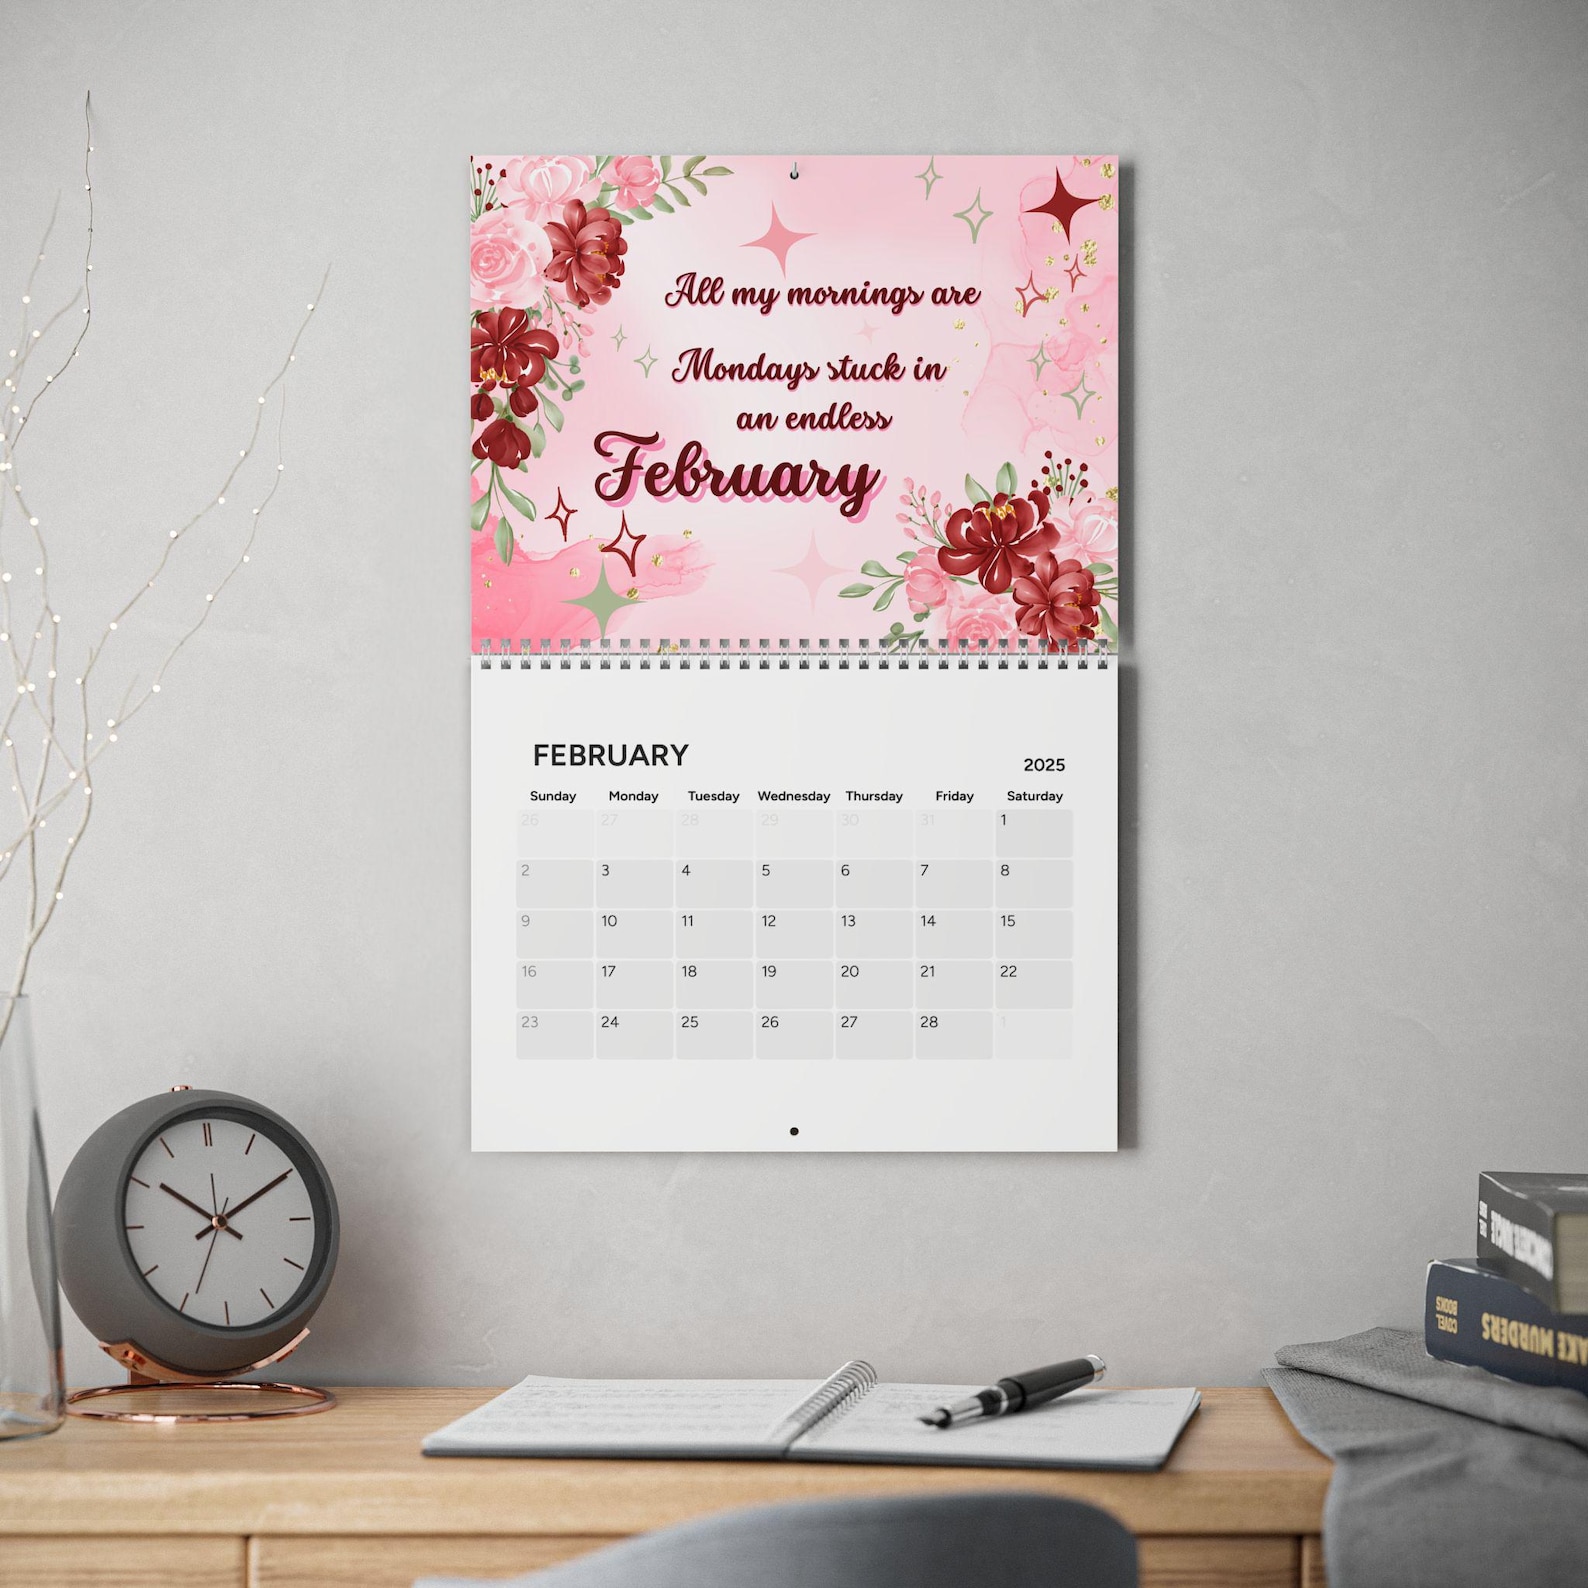 All my mornings are
Mondays stuck in
an endless
February
FEBRUARY
2025
Sunday Monday Tuesday Wednesday Thursday Friday Saturday
26 27 28 29 30 31 1
2 3 4 5 6 7 8
9 10 11 12 13 14 15
16 17 18 19 20 21 22
23 24 25 26 27 28 1
COVEL
BOOKS
MURDERS